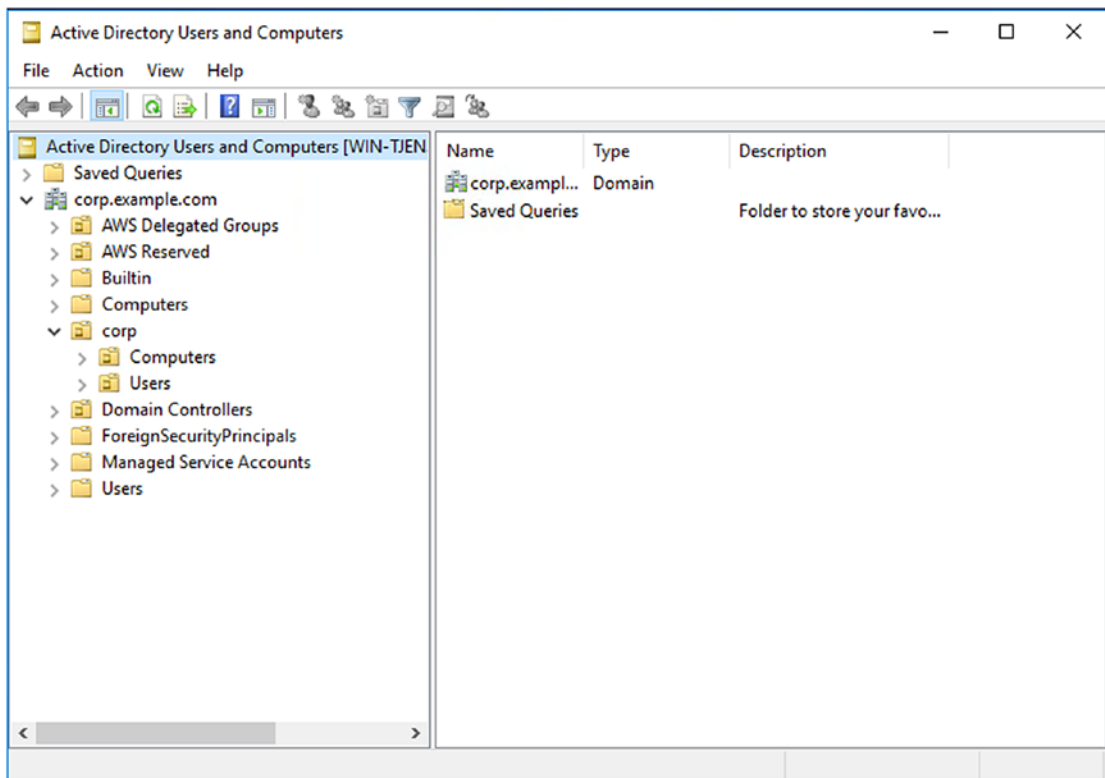 Active Directory Users and Computers
File Action View Help
Active Directory Users and Computers [WIN-TJEN
Saved Queries
corp.example.com
AWS Delegated Groups
AWS Reserved
Builtin
Computers
corp
Computers
Users
Domain Controllers
ForeignSecurityPrincipals
Managed Service Accounts
Users
Name Type Description
corp.exampl... Domain
Saved Queries Folder to store your favo...